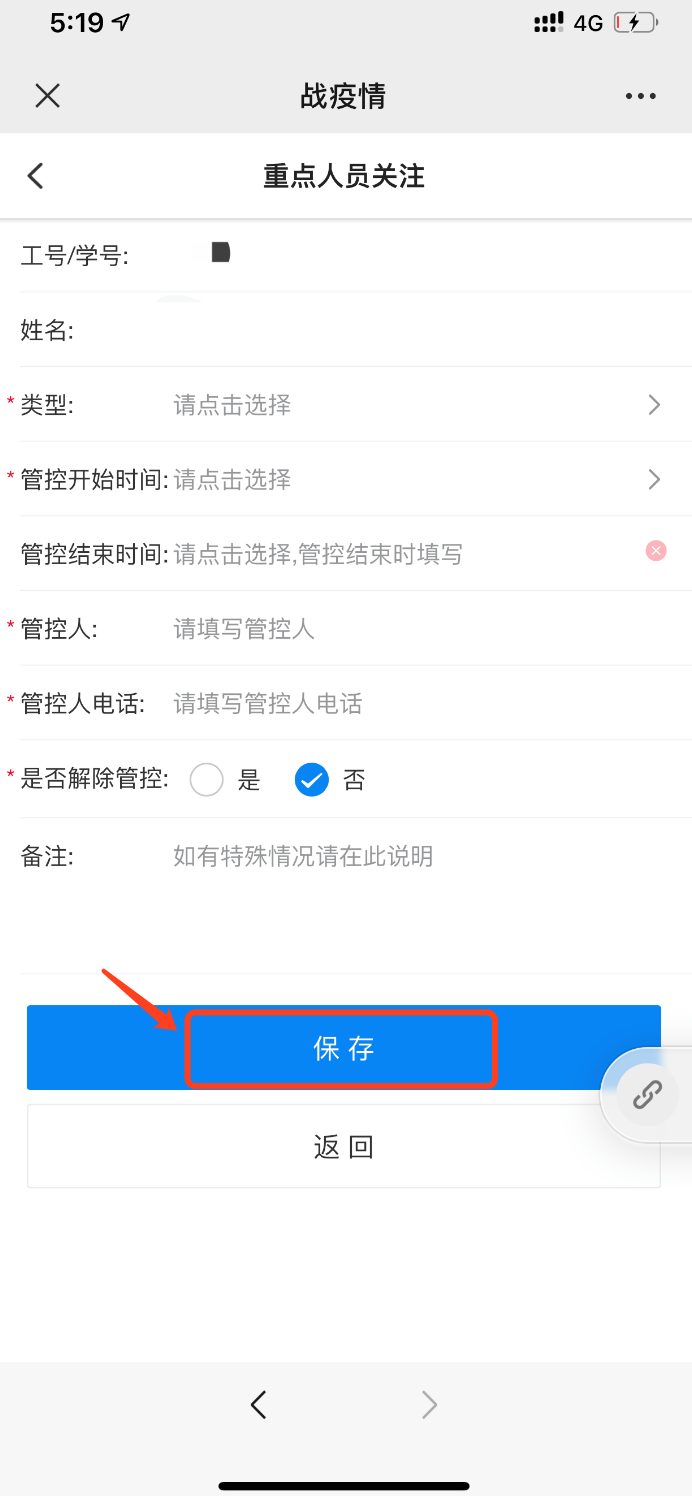 5:19 4G
战疫情
重点人员关注
工号/学号:
姓名:
* 类型: 请点击选择
* 管控开始时间: 请点击选择
管控结束时间: 请点击选择,管控结束时填写
* 管控人: 请填写管控人
* 管控人电话: 请填写管控人电话
* 是否解除管控: 是 否
备注: 如有特殊情况请在此说明
保存
返回